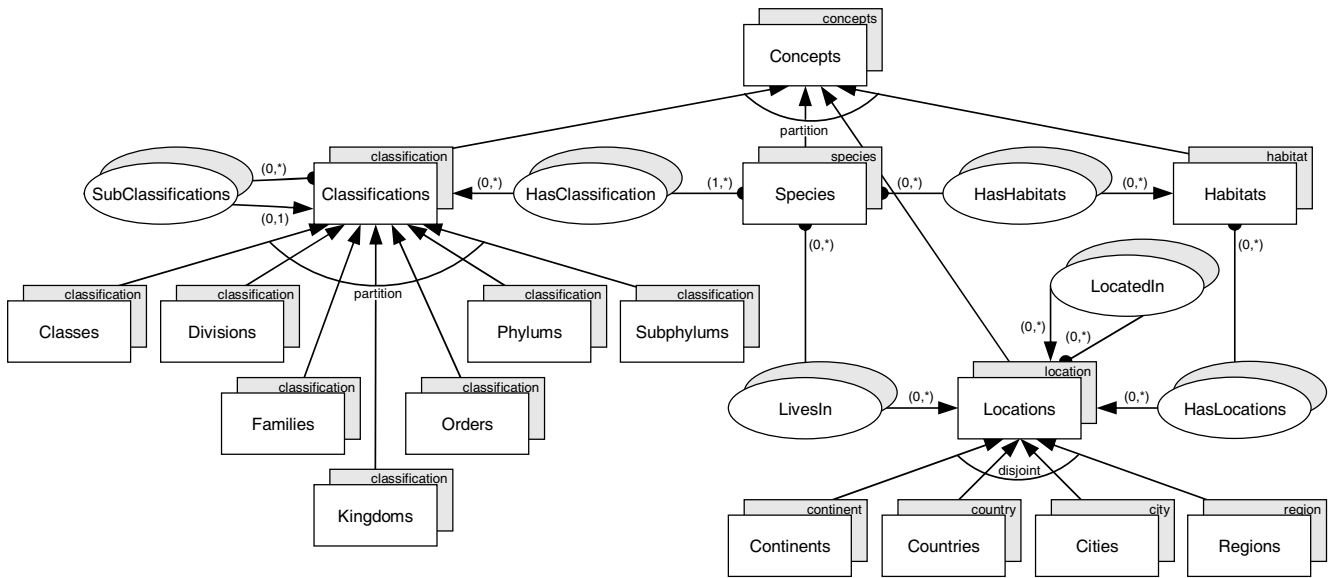 concepts
Concepts
partition
classification
species
habitat
(0,*)
(0,*)
(1,*)
(0,*)
(0,*)
SubClassifications
Classifications
HasClassification
Species
HasHabitats
Habitats
(0,1)
(0,*)
(0,*)
LocatedIn
classification
classification
partition
classification
classification
Classes
Divisions
Phylums
Subphylums
(0,*)
(0,*)
location
classification
classification
(0,*)
(0,*)
LivesIn
Locations
HasLocations
Families
Orders
classification
disjoint
Kingdoms
continent
country
city
region
Continents
Countries
Cities
Regions